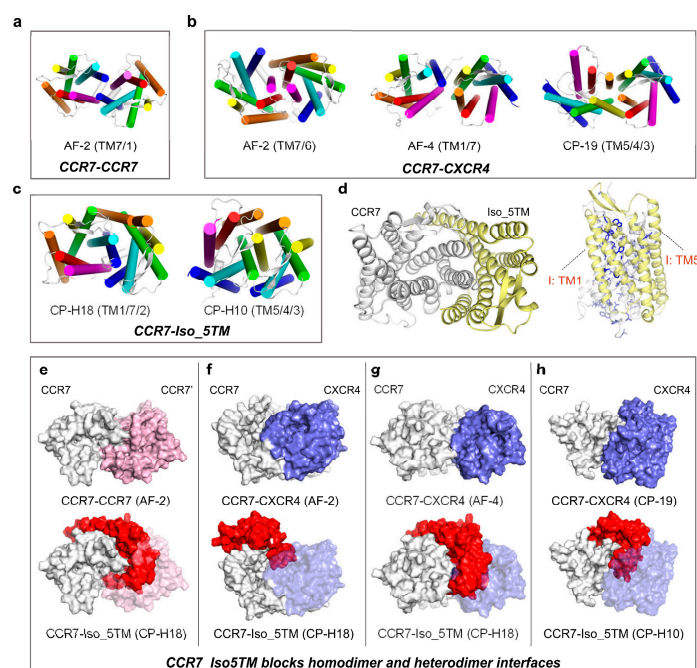 a
AF-2 (TM7/1)
CCR7-CCR7
b
AF-2 (TM7/6)
AF-4 (TM1/7)
CP-19 (TM5/4/3)
CCR7-CXCR4
c
CP-H18 (TM1/7/2)
CP-H10 (TM5/4/3)
CCR7-Iso_5TM
d
CCR7
Iso_5TM
I: TM1
I: TM5
e
CCR7
CCR7'
CCR7-CCR7 (AF-2)
CCR7-Iso_5TM (CP-H18)
f
CCR7
CXCR4
CCR7-CXCR4 (AF-2)
CCR7-Iso_5TM (CP-H18)
g
CCR7
CXCR4
CCR7-CXCR4 (AF-4)
CCR7-Iso_5TM (CP-H18)
h
CCR7
CXCR4
CCR7-CXCR4 (CP-19)
CCR7-Iso_5TM (CP-H10)
CCR7 Iso5TM blocks homodimer and heterodimer interfaces